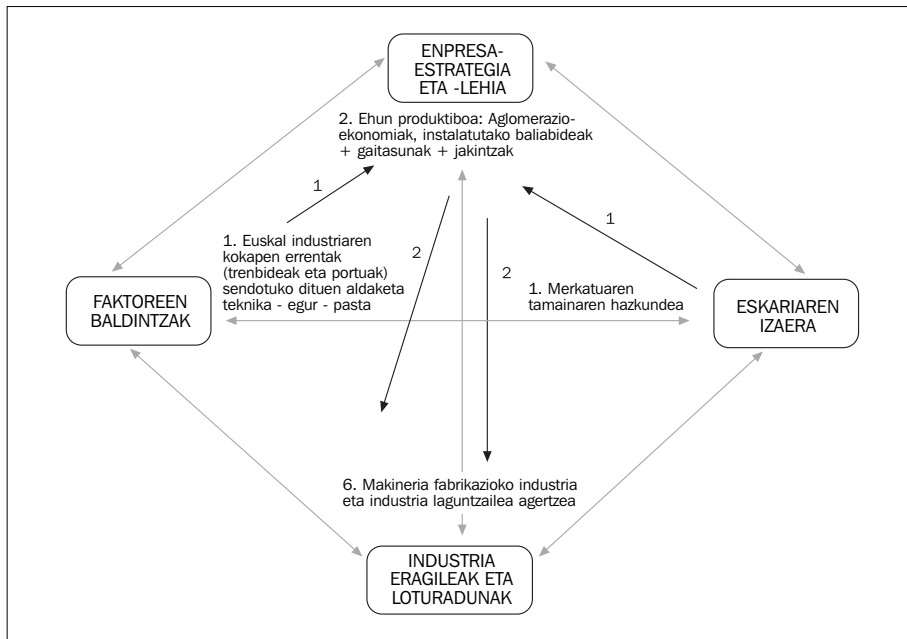 ENPRESA-
ESTRATEGIA
ETA -LEHIA
2. Ehun produktiboa: Aglomerazio-
ekonomiak, instalatutako baliabideak
+ gaitasunak + jakintzak
1
1
1. Euskal industriaren
kokapen errentak
(trenbideak eta portuak)
sendotuko dituen aldaketa
teknika - egur - pasta
2
2
1. Merkatuaren
tamainaren hazkundea
FAKTOREEN
BALDINTZAK
ESKARIAREN
IZAERA
6. Makineria fabrikazioko industria
eta industria laguntzailea agertzea
INDUSTRIA
ERAGILEAK ETA
LOTURADUNAK